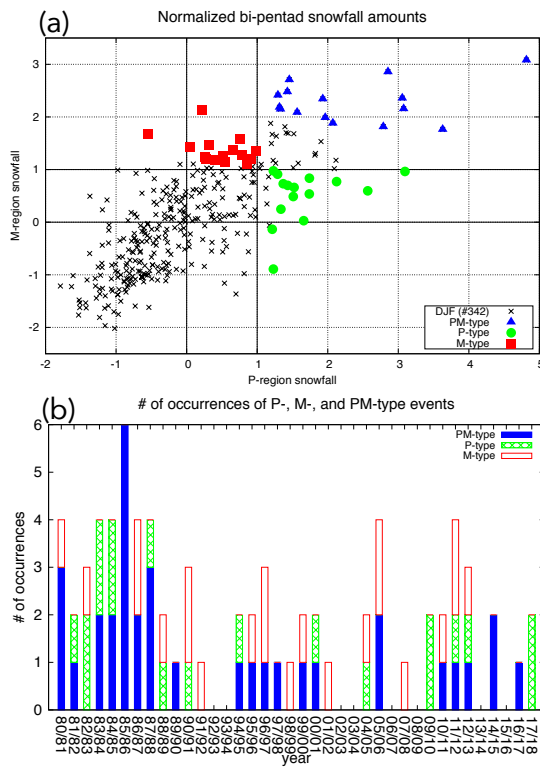 (a)
Normalized bi-pentad snowfall amounts
M-region snowfall
3
2
1
0
-1
-2
-2 -1 0 1 2 3 4 5
P-region snowfall
DJF (#342)
PM-type
P-type
M-type
(b)
# of occurrences of P-, M-, and PM-type events
# of occurrences
6
5
4
3
2
1
0
PM-type
P-type
M-type
80/81 81/82 82/83 83/84 84/85 85/86 86/87 87/88 88/89 89/90 90/91 91/92 92/93 93/94 94/95 95/96 96/97 97/98 98/99 99/00 00/01 01/02 02/03 03/04 04/05 05/06 06/07 07/08 08/09 09/10 10/11 11/12 12/13 13/14 14/15 15/16 16/17 17/18
year